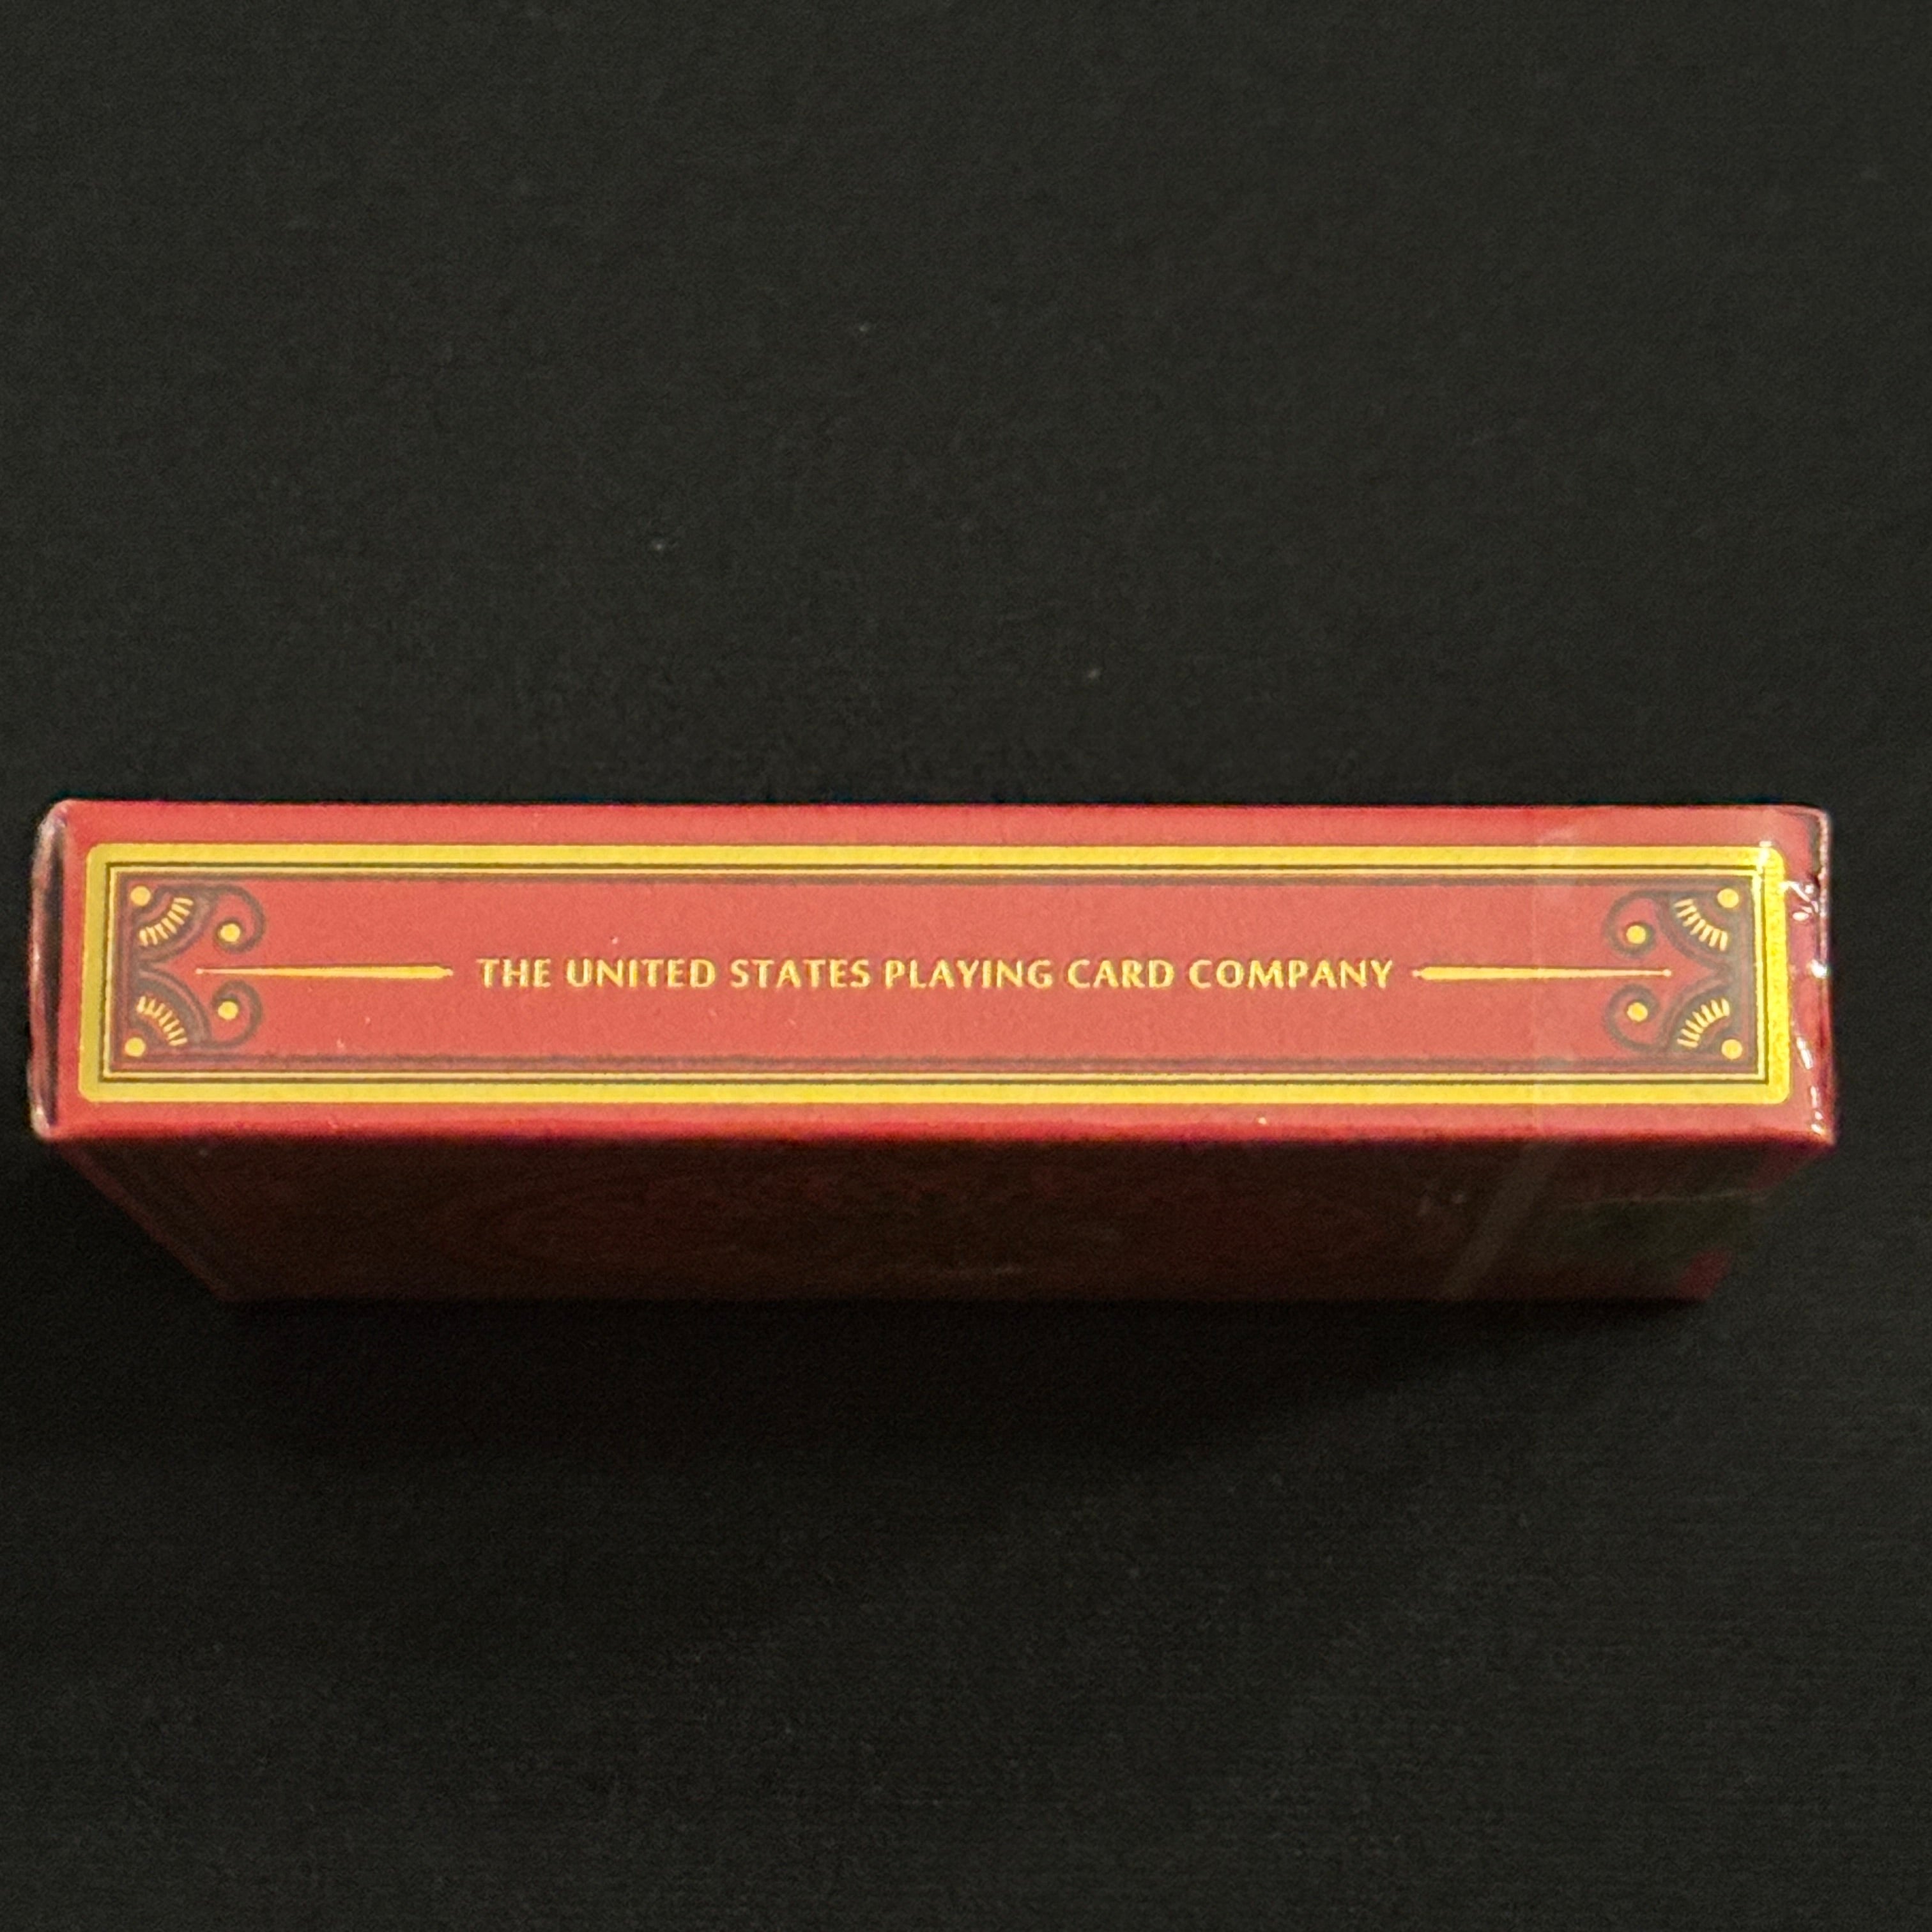 THE UNITED STATES PLAYING CARD COMPANY